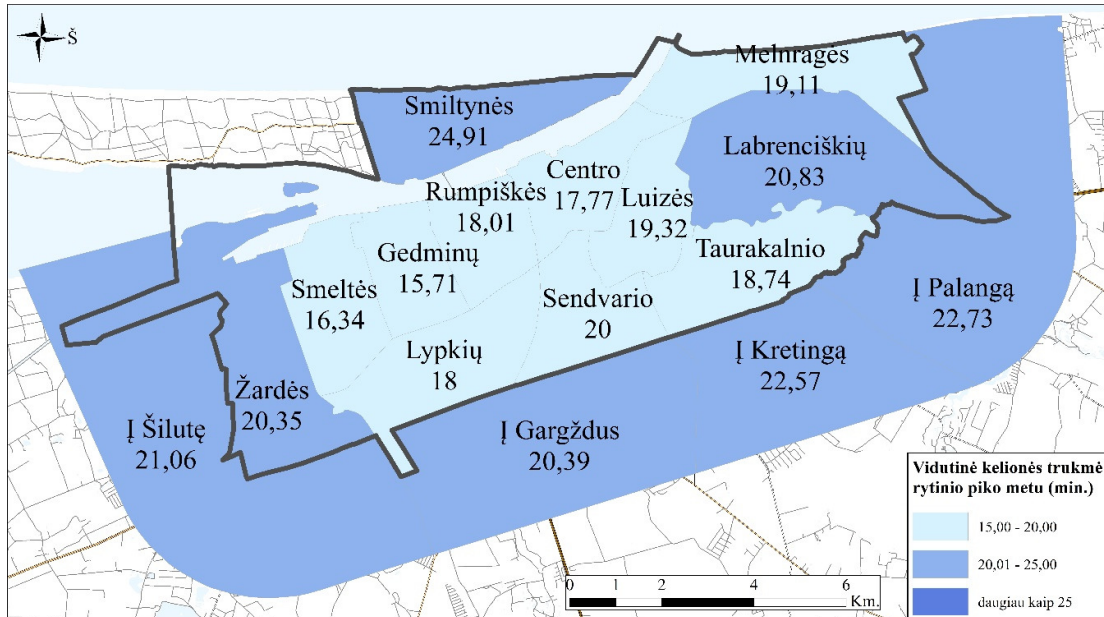 Š
Melnragės
19,11
Smiltynės
24,91
Labrenciškių
20,83
Centro
17,77
Rumpiškės
18,01
Luizės
19,32
Gedminų
15,71
Taurakalnio
18,74
Smeltės
16,34
Sendvario
20
Į Palangą
22,73
Lypkių
18
Į Kretingą
22,57
Žardės
20,35
Į Šilutę
21,06
Į Gargždus
20,39
Vidutinė kelionės trukmė
rytinio piko metu (min.)
15,00 - 20,00
20,01 - 25,00
daugiau kaip 25
0 1 2 4 6
Km.